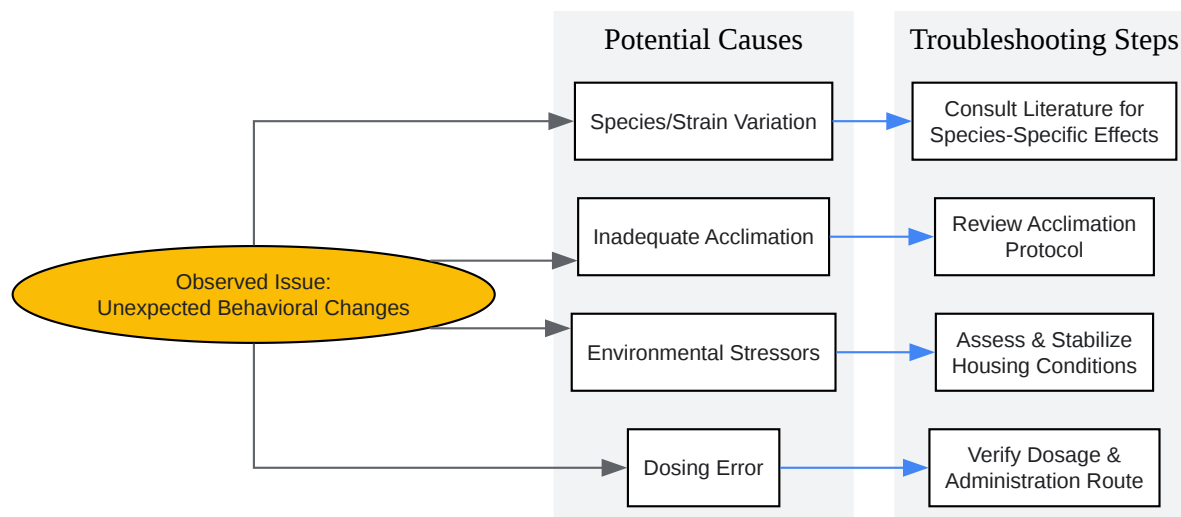 Potential Causes
Troubleshooting Steps
Species/Strain Variation
Consult Literature for
Species-Specific Effects
Inadequate Acclimation
Review Acclimation
Protocol
Observed Issue:
Unexpected Behavioral Changes
Environmental Stressors
Assess & Stabilize
Housing Conditions
Dosing Error
Verify Dosage &
Administration Route